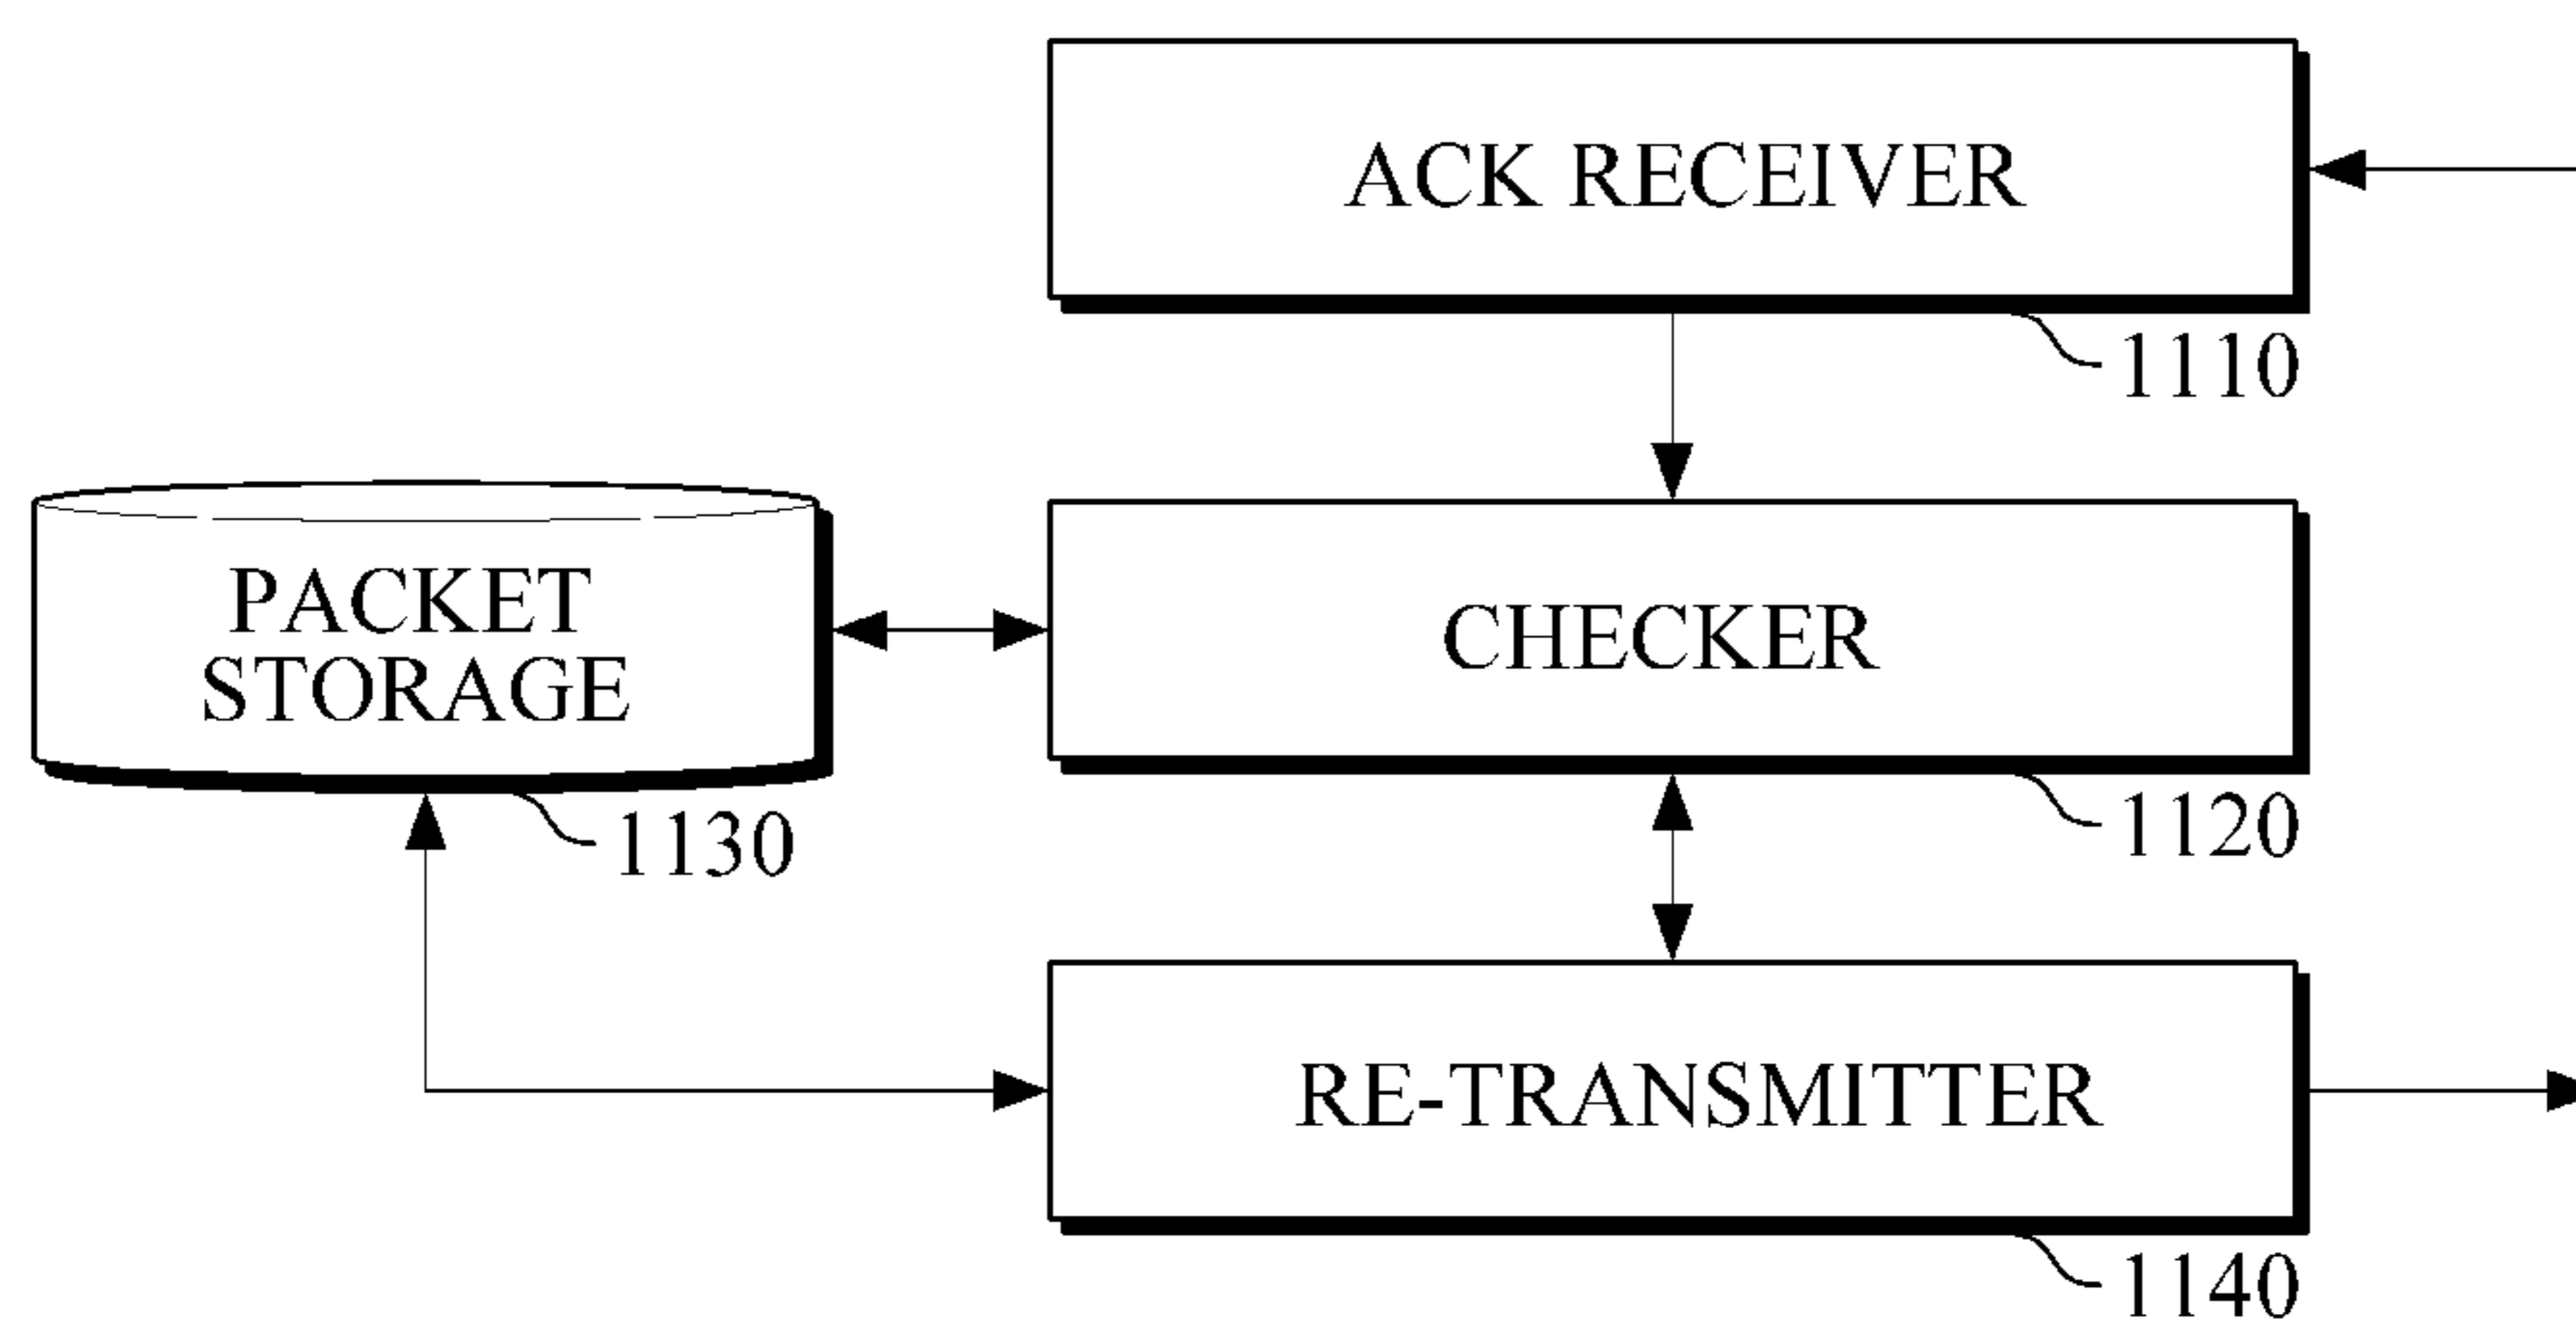 ACK RECEIVER
1110
PACKET
STORAGE
1130
CHECKER
1120
RE-TRANSMITTER
1140